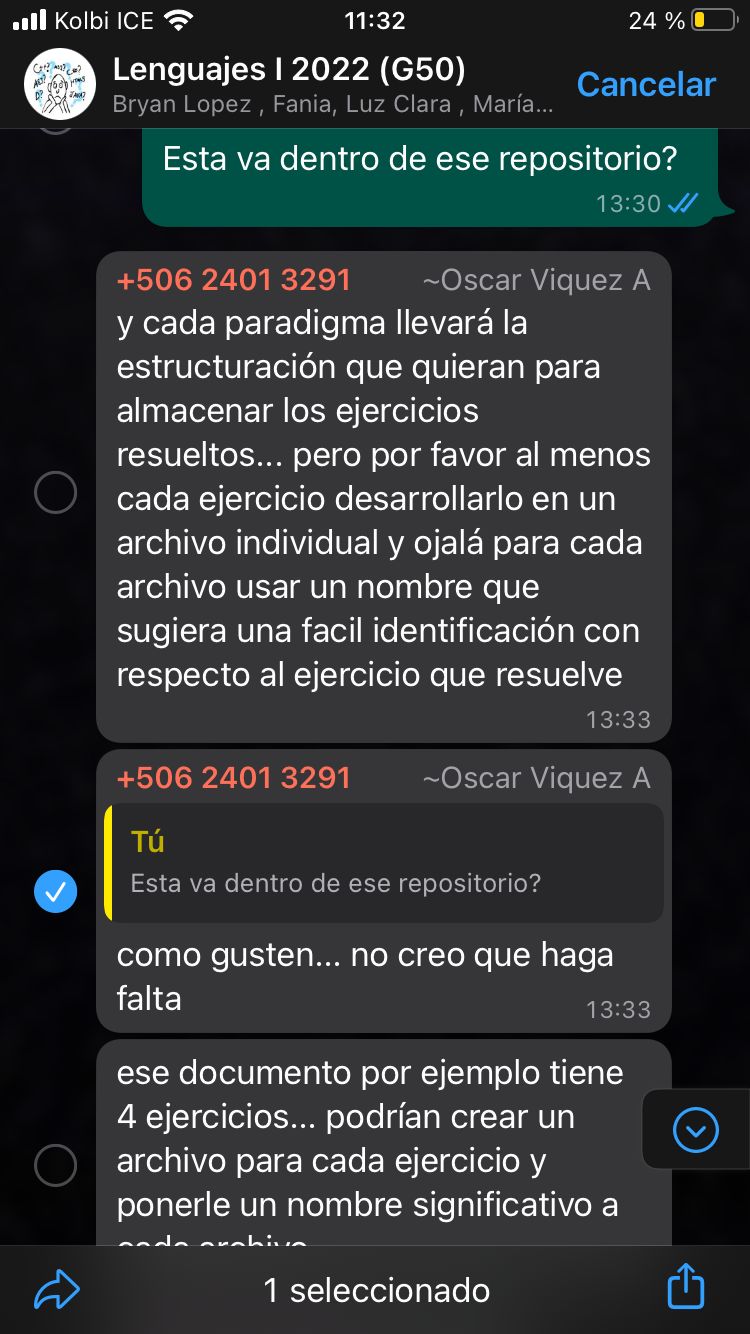 Kolbi ICE 11:32 24 %
Lenguajes I 2022 (G50)
Bryan Lopez , Fania, Luz Clara , María...
Cancelar
Esta va dentro de ese repositorio?
13:30
+506 2401 3291 ~Oscar Viquez A
y cada paradigma llevará la
estructuración que quieran para
almacenar los ejercicios
resueltos... pero por favor al menos
cada ejercicio desarrollarlo en un
archivo individual y ojalá para cada
archivo usar un nombre que
sugiera una facil identificación con
respecto al ejercicio que resuelve
13:33
+506 2401 3291 ~Oscar Viquez A
Tú
Esta va dentro de ese repositorio?
como gusten... no creo que haga
falta
13:33
ese documento por ejemplo tiene
4 ejercicios... podrían crear un
archivo para cada ejercicio y
ponerle un nombre significativo a
cada archivo
1 seleccionado